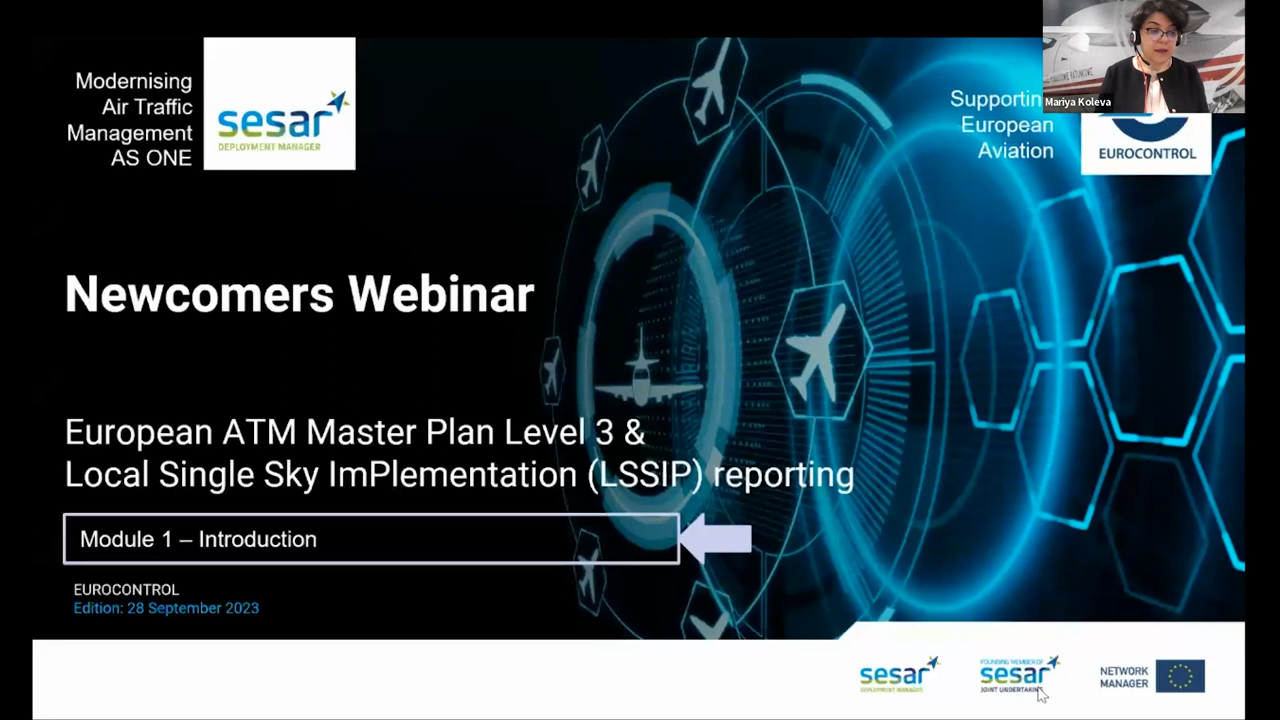 Modernising
Air Traffic
Management
AS ONE
sesar
DEPLOYMENT MANAGER
Supportin
European
Aviation
Mariya Koleva
EUROCONTROL
Newcomers Webinar
European ATM Master Plan Level 3 &
Local Single Sky ImPlementation (LSSIP) reporting
Module 1 – Introduction
EUROCONTROL
Edition: 28 September 2023
sesar
DEPLOYMENT MANAGER
FOUNDING MEMBER OF
sesar
JOINT UNDERTAKING
NETWORK
MANAGER